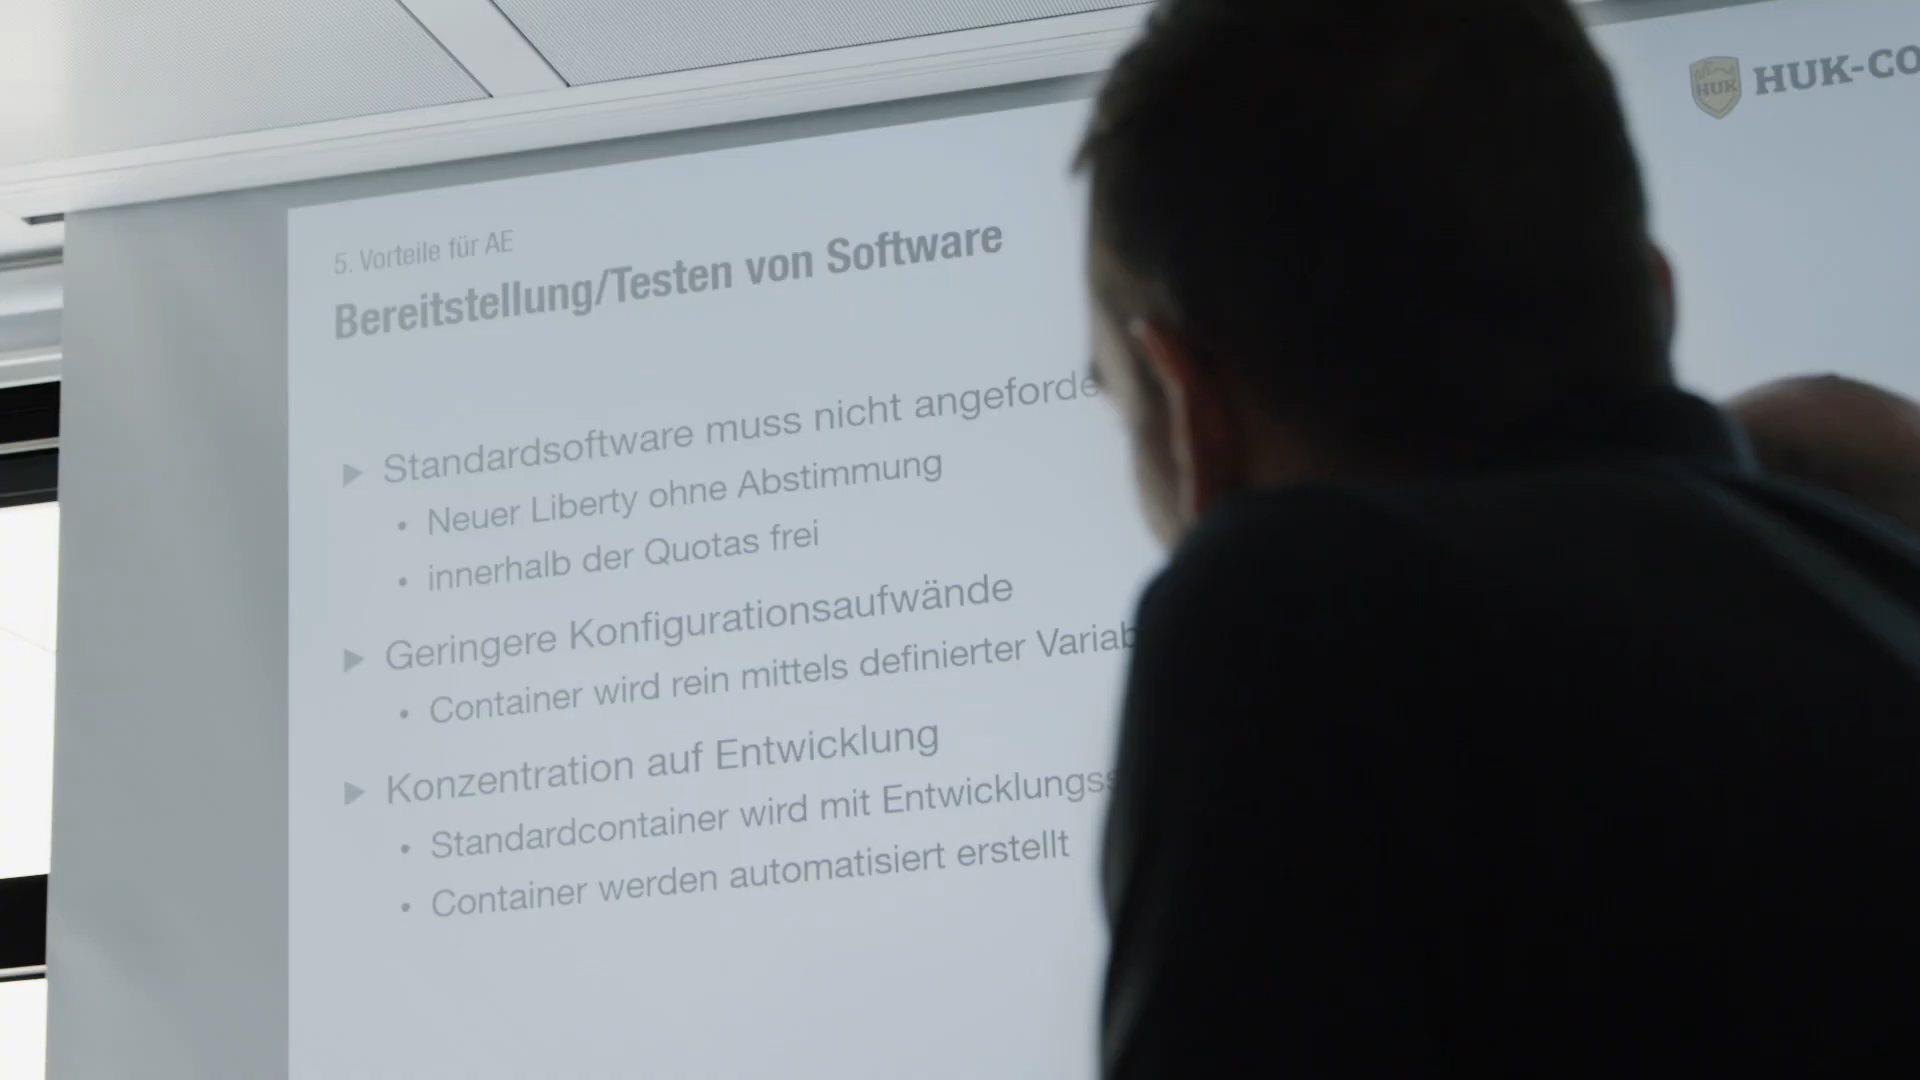 HUK
HUK-CO
5. Vorteile für AE
Bereitstellung/Testen von Software
Standardsoftware muss nicht angeforde
• Neuer Liberty ohne Abstimmung
• innerhalb der Quotas frei
Geringere Konfigurationsaufwände
• Container wird rein mittels definierter Variab
Konzentration auf Entwicklung
• Standardcontainer wird mit Entwicklungss
• Container werden automatisiert erstellt